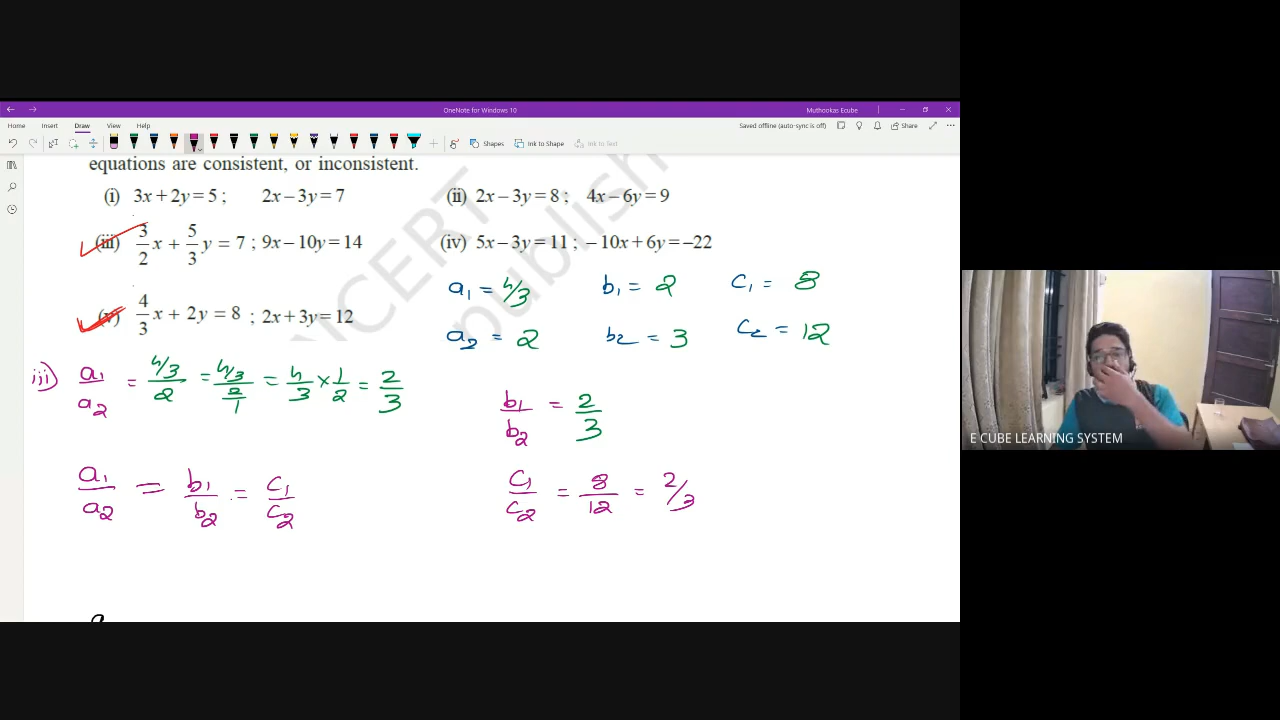 OneNote for Windows 10
Muthookas Ecube
Home Insert Draw View Help
Saved offline (auto-sync is off)
Share
Shapes Ink to Shape Ink to Text
equations are consistent, or inconsistent.
(i) 3x + 2y = 5 ; 2x – 3y = 7 (ii) 2x – 3y = 8 ; 4x – 6y = 9
(iii) 3/2 x + 5/3 y = 7 ; 9x – 10y = 14 (iv) 5x – 3y = 11 ; – 10x + 6y = –22
a₁ = 4/3 b₁ = 2 c₁ = 8
(v) 4/3 x + 2y = 8 ; 2x + 3y = 12
a₂ = 2 b₂ = 3 c₂ = 12
iii) a₁/a₂ = 4/3/2 = 4/3/2/1 = 4/3 × 1/2 = 2/3
b₁/b₂ = 2/3
a₁/a₂ = b₁/b₂ = c₁/c₂
c₁/c₂ = 8/12 = 2/3
NCERT
publish
E CUBE LEARNING SYSTEM